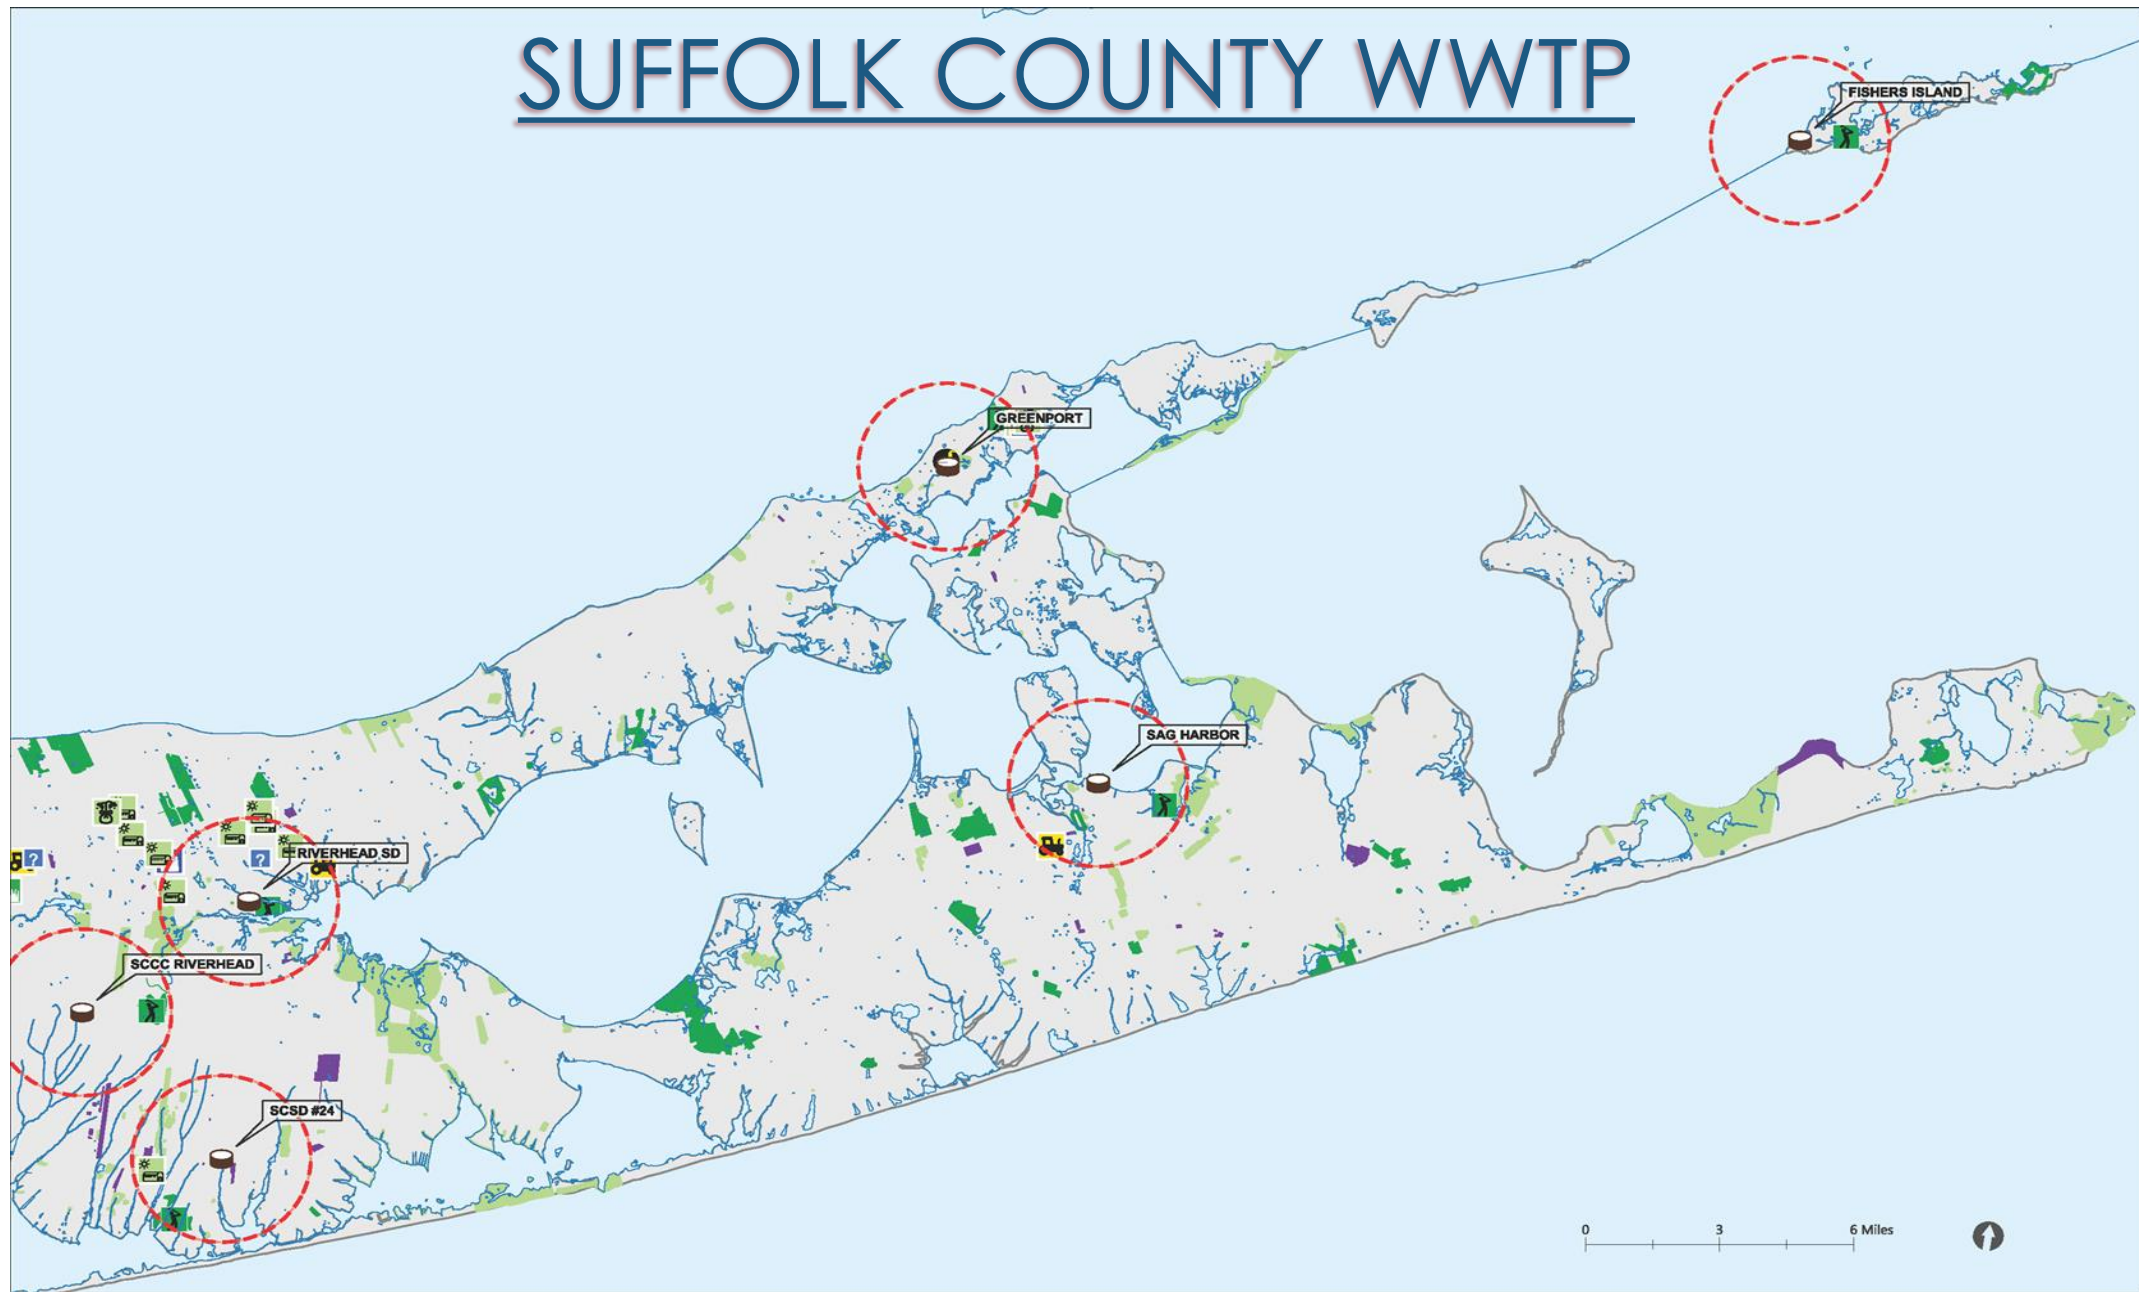 SUFFOLK COUNTY WWTP
FISHERS ISLAND
GREENPORT
SAG HARBOR
?
?
RIVERHEAD SD
SCCC RIVERHEAD
SCSD #24
0 3 6 Miles